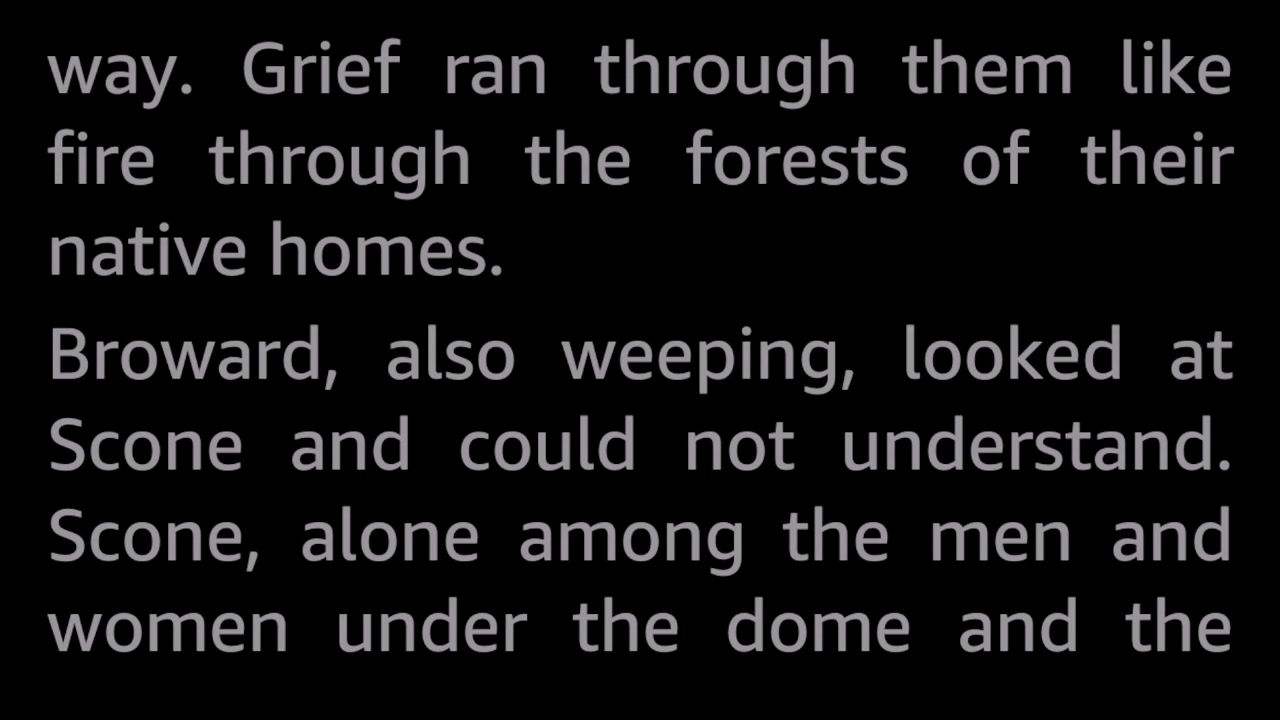 way. Grief ran through them like
fire through the forests of their
native homes.
Broward, also weeping, looked at
Scone and could not understand.
Scone, alone among the men and
women under the dome and the